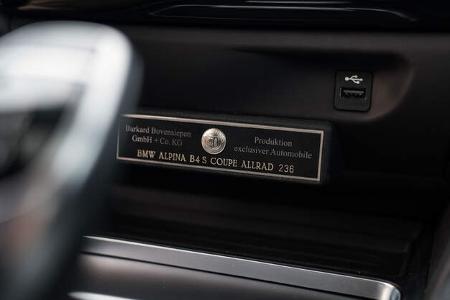 Burkard Bovensiepen
GmbH + Co. KG
Produktion
exclusiver Automobile
BMW ALPINA B4 S COUPE ALLRAD 236